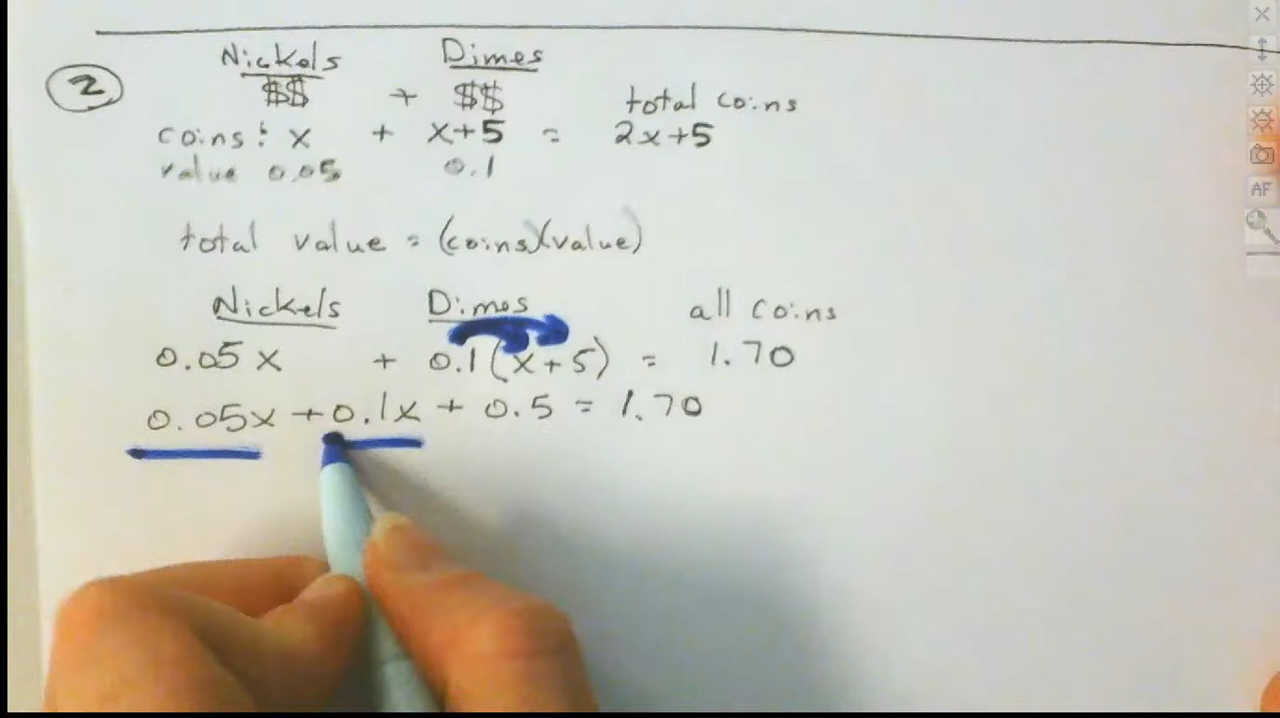 Nickels Dimes
2 $$ + $$ total coins
coins: x + x+5 = 2x+5
value 0.05 0.1
total value = (coins)(value)
Nickels Dimes all coins
0.05x + 0.1(x+5) = 1.70
0.05x + 0.1x + 0.5 = 1.70
AF